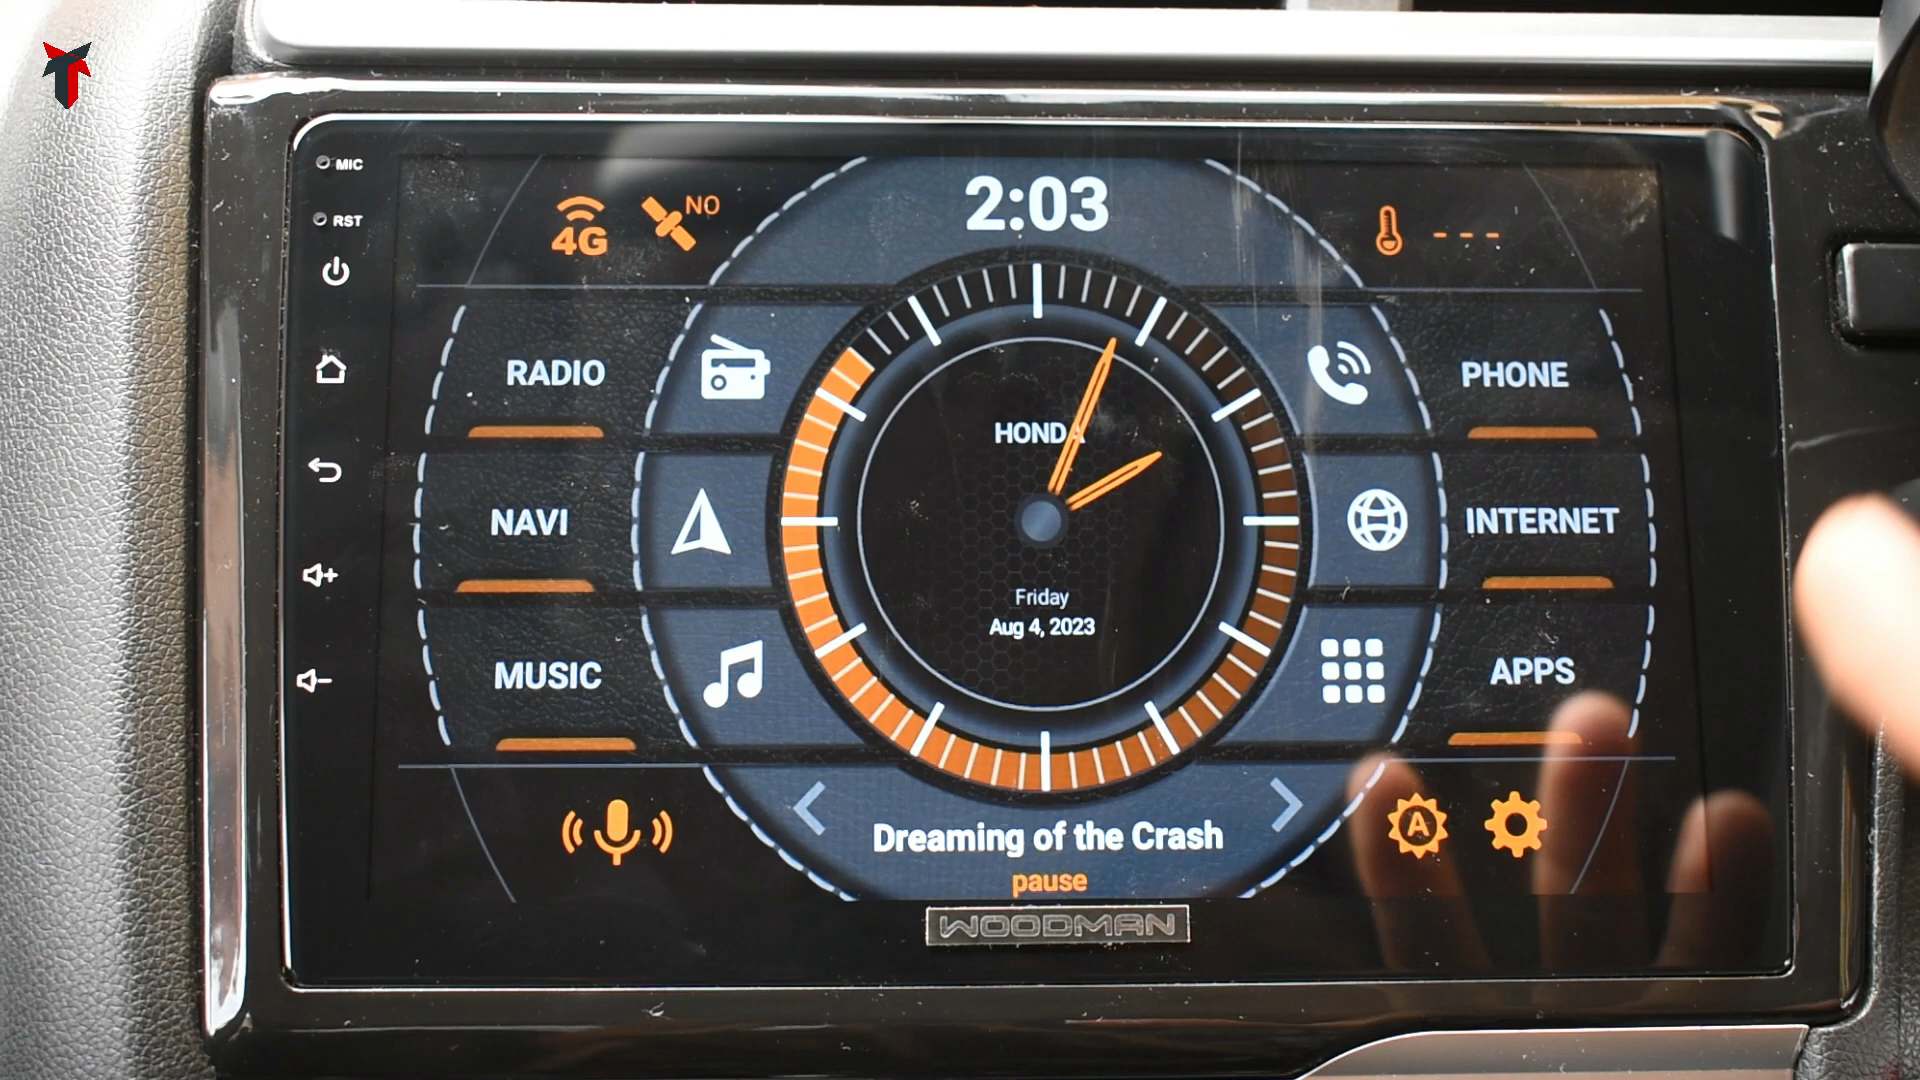 MIC
RST
4G
NO
2:03
- - -
RADIO
PHONE
HONDA
NAVI
INTERNET
Friday
Aug 4, 2023
MUSIC
APPS
A
Dreaming of the Crash
pause
WOODMAN